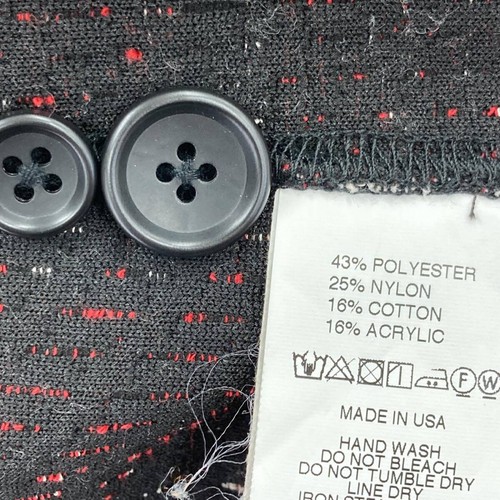 43% POLYESTER
25% NYLON
16% COTTON
16% ACRYLIC
F W
MADE IN USA
HAND WASH
DO NOT BLEACH
DO NOT TUMBLE DRY
LINE DRY
IRON